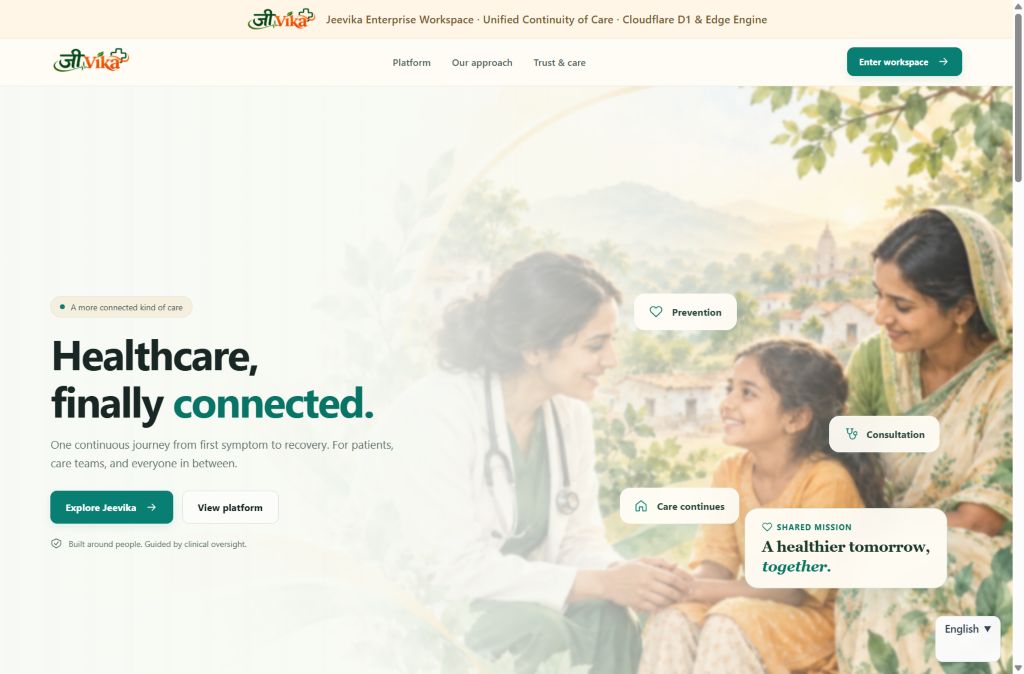 जीVika Jeevika Enterprise Workspace · Unified Continuity of Care · Cloudflare D1 & Edge Engine
जीVika Platform Our approach Trust & care Enter workspace →
A more connected kind of care
Healthcare,
finally connected.
One continuous journey from first symptom to recovery. For patients,
care teams, and everyone in between.
Explore Jeevika →
View platform
Built around people. Guided by clinical oversight.
Prevention
Consultation
Care continues
SHARED MISSION
A healthier tomorrow,
together.
English ▼